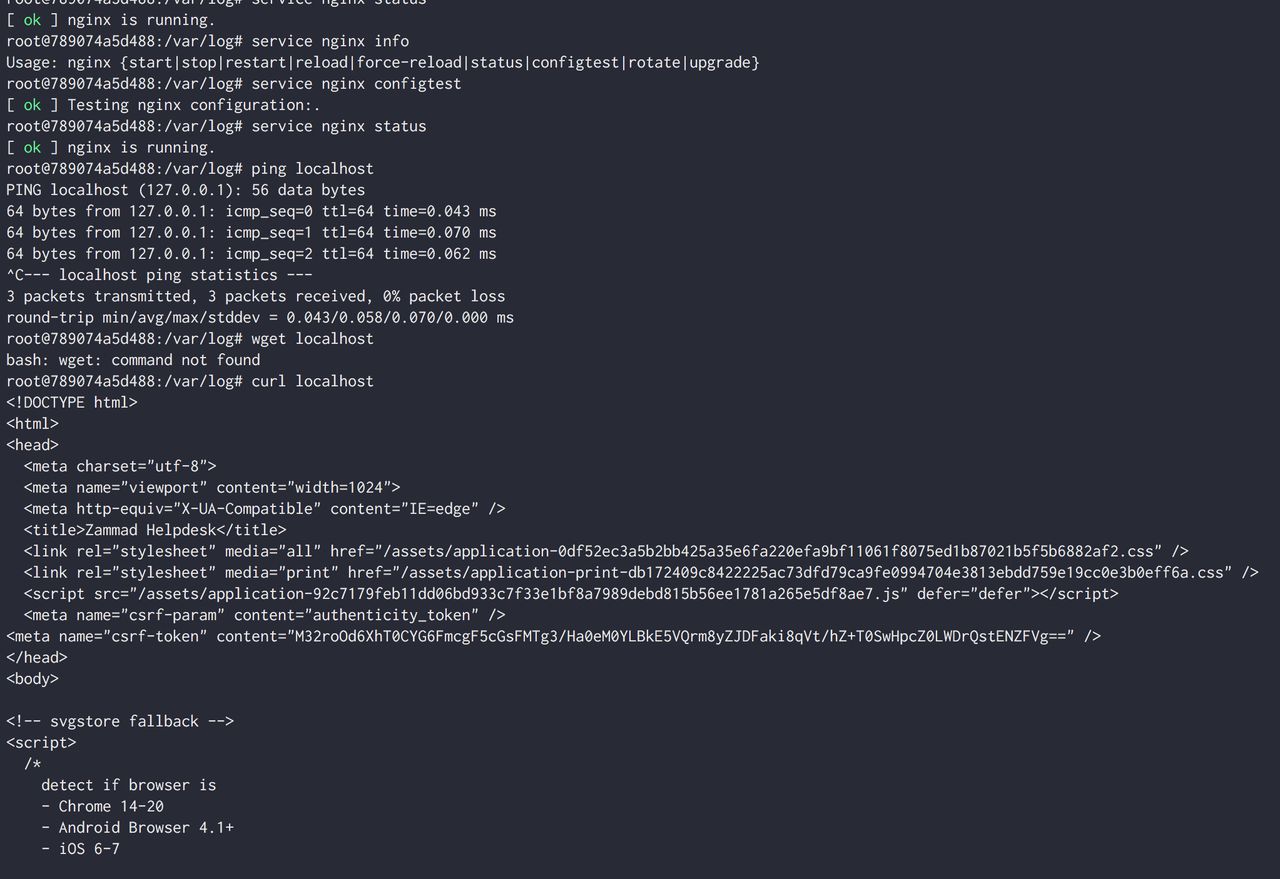 service nginx status
[ ok ] nginx is running.
root@789074a5d488:/var/log# service nginx info
Usage: nginx {start|stop|restart|reload|force-reload|status|configtest|rotate|upgrade}
root@789074a5d488:/var/log# service nginx configtest
[ ok ] Testing nginx configuration:.
root@789074a5d488:/var/log# service nginx status
[ ok ] nginx is running.
root@789074a5d488:/var/log# ping localhost
PING localhost (127.0.0.1): 56 data bytes
64 bytes from 127.0.0.1: icmp_seq=0 ttl=64 time=0.043 ms
64 bytes from 127.0.0.1: icmp_seq=1 ttl=64 time=0.070 ms
64 bytes from 127.0.0.1: icmp_seq=2 ttl=64 time=0.062 ms
^C--- localhost ping statistics ---
3 packets transmitted, 3 packets received, 0% packet loss
round-trip min/avg/max/stddev = 0.043/0.058/0.070/0.000 ms
root@789074a5d488:/var/log# wget localhost
bash: wget: command not found
root@789074a5d488:/var/log# curl localhost
<!DOCTYPE html>
<html>
<head>
  <meta charset="utf-8">
  <meta name="viewport" content="width=1024">
  <meta http-equiv="X-UA-Compatible" content="IE=edge" />
  <title>Zammad Helpdesk</title>
  <link rel="stylesheet" media="all" href="/assets/application-0df52ec3a5b2bb425a35e6fa220efa9bf11061f8075ed1b87021b5f5b6882af2.css" />
  <link rel="stylesheet" media="print" href="/assets/application-print-db172409c8422225ac73dfd79ca9fe0994704e3813ebdd759e19cc0e3b0eff6a.css" />
  <script src="/assets/application-92c7179feb11dd06bd933c7f33e1bf8a7989debd815b56ee1781a265e5df8ae7.js" defer="defer"></script>
  <meta name="csrf-param" content="authenticity_token" />
<meta name="csrf-token" content="M32roOd6XhT0CYG6FmcgF5cGsFMTg3/Ha0eM0YLBkE5VQrm8yZJDFaki8qVt/hZ+T0SwHpcZ0LWDrQstENZFVg==" />
</head>
<body>

<!-- svgstore fallback -->
<script>
  /*
    detect if browser is
    - Chrome 14-20
    - Android Browser 4.1+
    - iOS 6-7